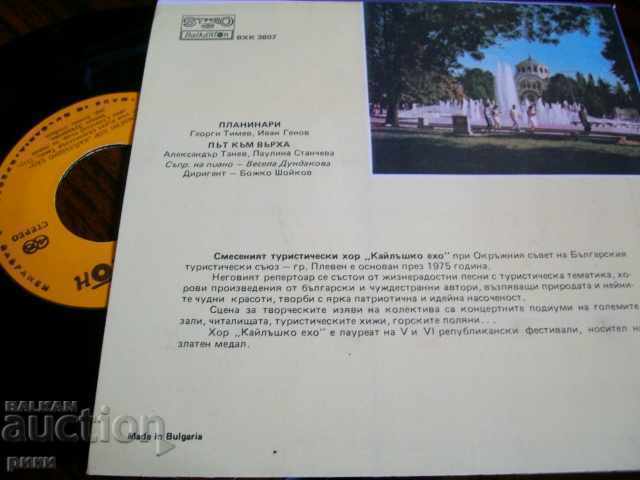 СТЕРЕО
Balkanton
ВХК 3807
ПЛАНИНАРИ
Георги Тимев, Иван Генов
ПЪТ КЪМ ВЪРХА
Александър Танев, Паулина Станчева
Съпр. на пиано – Весела Дундакова
Диригент – Божко Шойков
Смесеният туристически хор „Кайлъшко ехо" при Окръжния съвет на Българския
туристически съюз – гр. Плевен е основан през 1975 година.
Неговият репертоар се състои от жизнерадостни песни с туристическа тематика, хо-
рови произведения от български и чуждестранни автори, възпяващи природата и нейни-
те чудни красоти, творби с ярка патриотична и идейна насоченост.
Сцена за творческите изяви на колектива са концертните подиуми на големите
зали, читалищата, туристическите хижи, горските поляни...
Хор „Кайлъшко ехо" е лауреат на V и VI републикански фестивали, носител на
златен медал.
Made in Bulgaria
СТЕРЕО
BALKAN
auction
рики